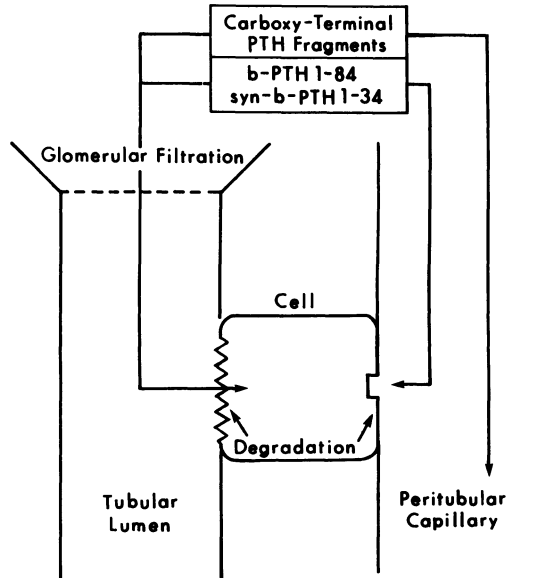 Carboxy-Terminal
PTH Fragments
b-PTH 1-84
syn-b-PTH 1-34
Glomerular Filtration
Cell
Degradation
Tubular
Lumen
Peritubular
Capillary